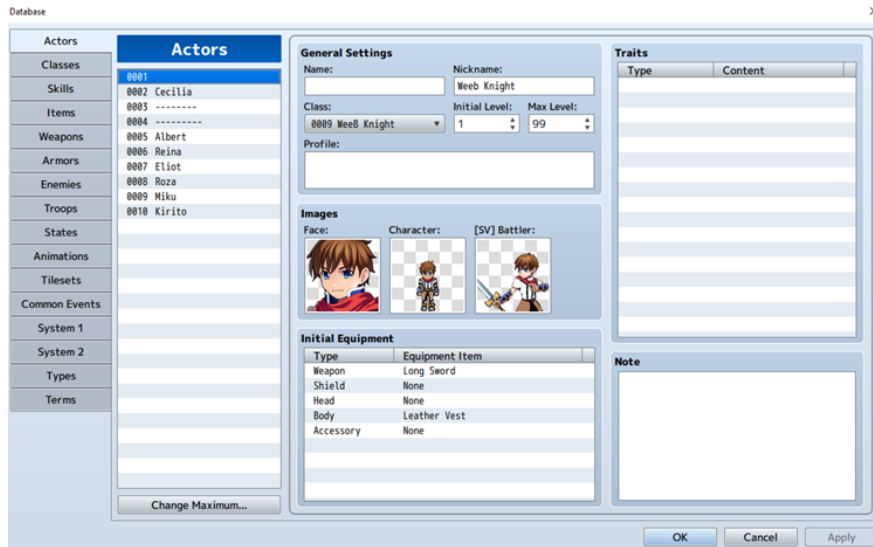 Database
Actors
Classes
Skills
Items
Weapons
Armors
Enemies
Troops
States
Animations
Tilesets
Common Events
System 1
System 2
Types
Terms
Actors
0001
0002 Cecilia
0003 --------
0004 ---------
0005 Albert
0006 Reina
0007 Eliot
0008 Roza
0009 Miku
0010 Kirito
Change Maximum...
General Settings
Name: Nickname:
Weeb Knight
Class: Initial Level: Max Level:
0009 WeeB Knight 1 99
Profile:
Images
Face: Character: [SV] Battler:
Initial Equipment
Type Equipment Item
Weapon Long Sword
Shield None
Head None
Body Leather Vest
Accessory None
Traits
Type Content
Note
OK Cancel Apply